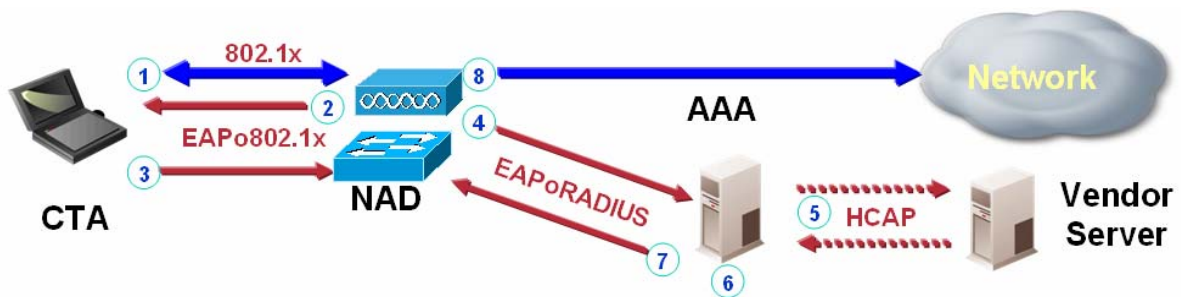 802.1x
1
2
8
Network
EAPo802.1x
4
AAA
3
NAD
EAPoRADIUS
CTA
5
HCAP
Vendor
Server
7
6